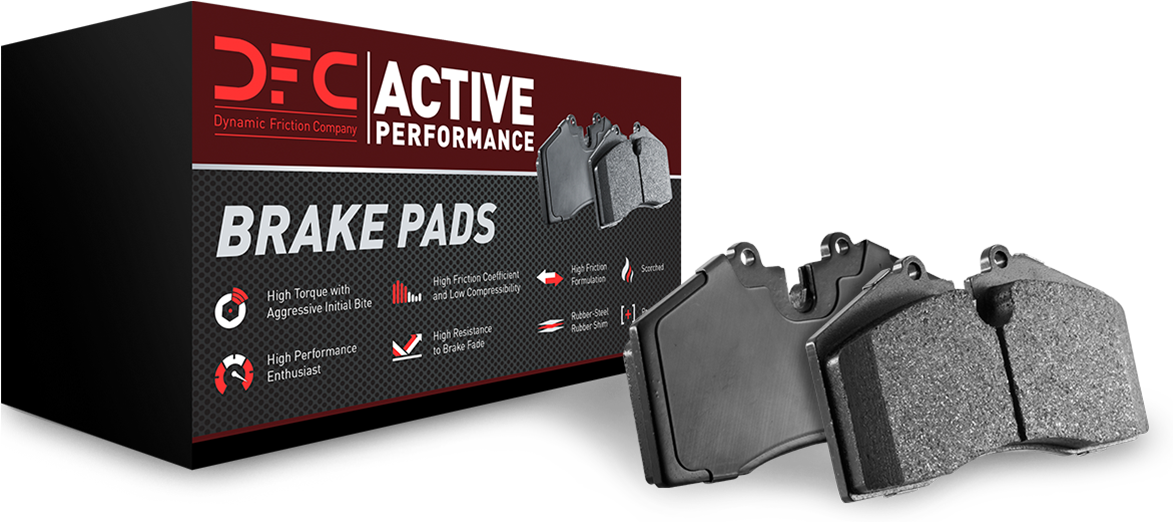 DFC
Dynamic Friction Company
ACTIVE
PERFORMANCE
BRAKE PADS
High Torque with
Aggressive Initial Bite
High Friction Coefficient
and Low Compressibility
High Friction
Formulation
Scorched
High Performance
Enthusiast
High Resistance
to Brake Fade
Rubber-Steel
Rubber Shim